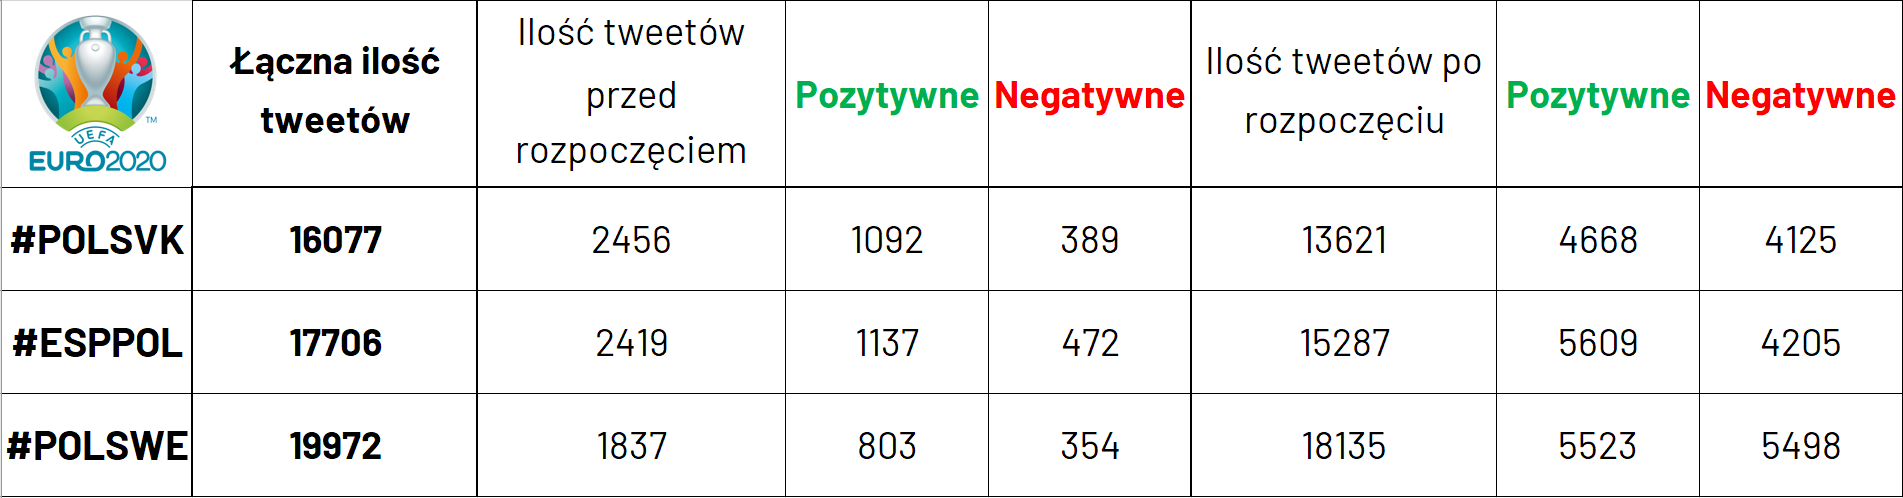 UEFA
EURO2020
TM
Łączna ilość
tweetów
Ilość tweetów
przed
rozpoczęciem
Pozytywne
Negatywne
Ilość tweetów po
rozpoczęciu
Pozytywne
Negatywne
#POLSVK 16077 2456 1092 389 13621 4668 4125
#ESPPOL 17706 2419 1137 472 15287 5609 4205
#POLSWE 19972 1837 803 354 18135 5523 5498